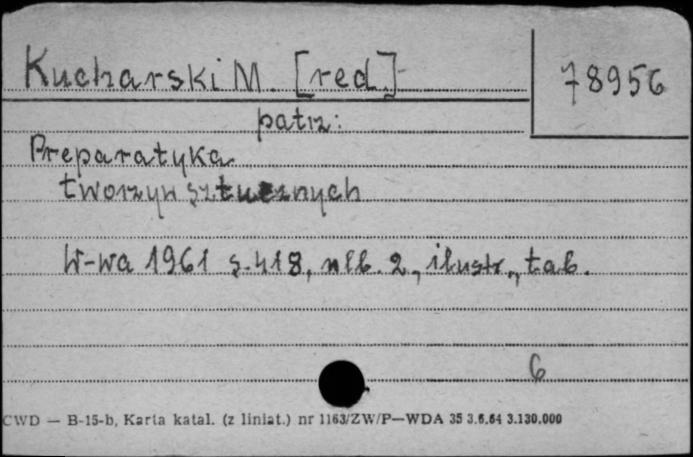 Kucharski M. [red.]
78956
patrz:
Preparatyka
tworzyw sztucznych
W-wa 1961 s. 418, nlb. 2, ilustr., tab.
6
CWD — B-15-b, Karta katal. (z liniat.) nr 1163/ZW/P—WDA 35 3.6.64 3.130.000